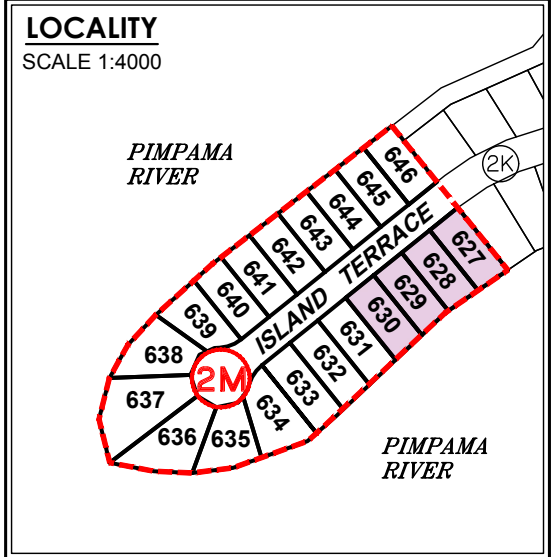 LOCALITY
SCALE 1:4000
PIMPAMA
RIVER
2K
646
645
644
643
642
641
640
639
638
637
636
635
634
633
632
631
630
629
628
627
ISLAND TERRACE
2M
PIMPAMA
RIVER